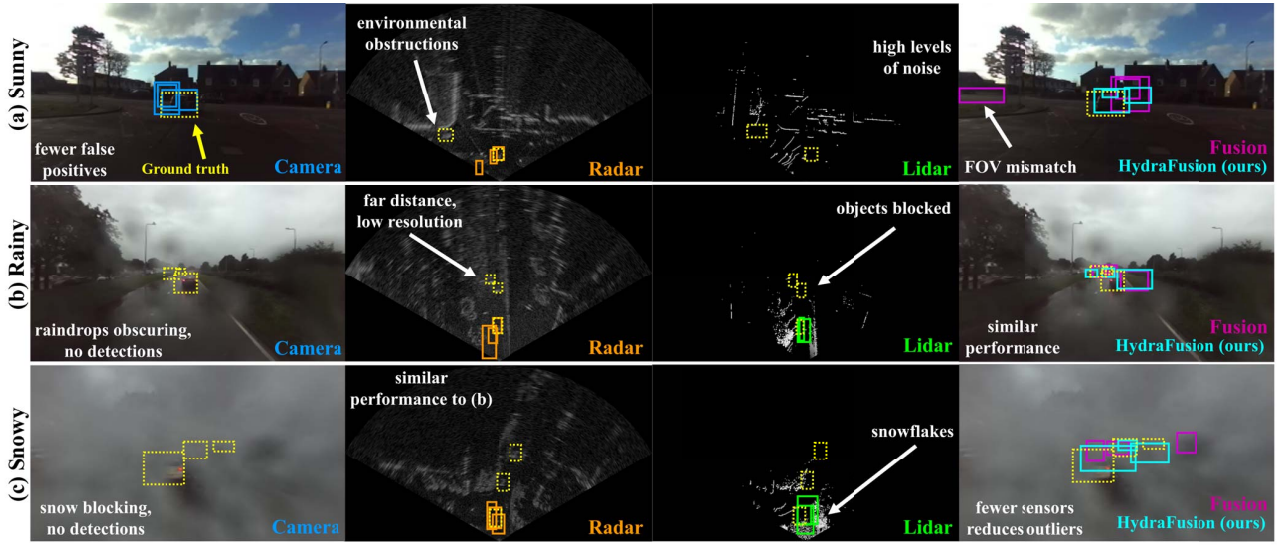 (a) Sunny
fewer false
positives
Ground truth
Camera
environmental
obstructions
Radar
high levels
of noise
Lidar
FOV mismatch
Fusion
HydraFusion (ours)
(b) Rainy
raindrops obscuring,
no detections
Camera
far distance,
low resolution
Radar
objects blocked
Lidar
similar
performance
Fusion
HydraFusion (ours)
(c) Snowy
snow blocking,
no detections
Camera
similar
performance to (b)
Radar
snowflakes
Lidar
fewer sensors
reduces outliers
Fusion
HydraFusion (ours)